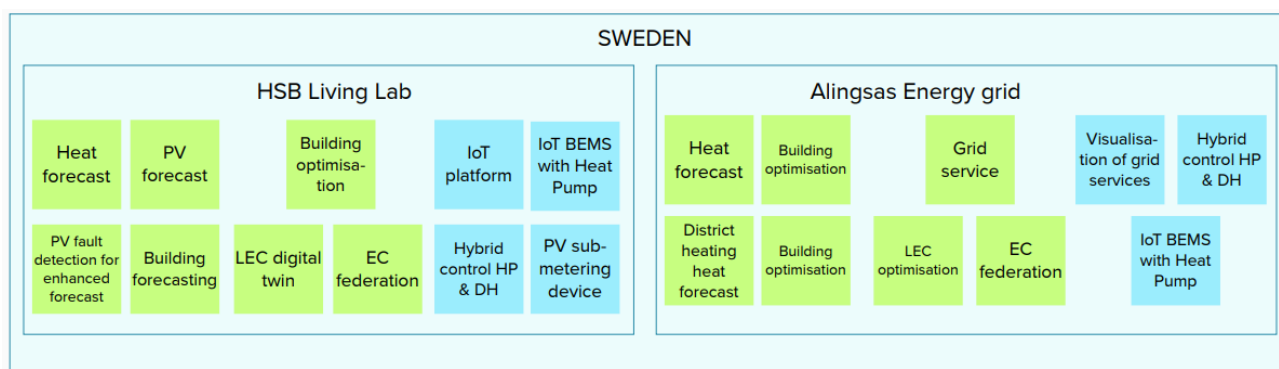 SWEDEN
HSB Living Lab
Heat
forecast
PV
forecast
Building
optimisa-
tion
IoT
platform
IoT BEMS
with Heat
Pump
PV fault
detection for
enhanced
forecast
Building
forecasting
LEC digital
twin
EC
federation
Hybrid
control HP
& DH
PV sub-
metering
device
Alingsas Energy grid
Heat
forecast
Building
optimisation
Grid
service
Visualisa-
tion of grid
services
Hybrid
control HP
& DH
District
heating
heat
forecast
Building
optimisation
LEC
optimisation
EC
federation
IoT BEMS
with Heat
Pump